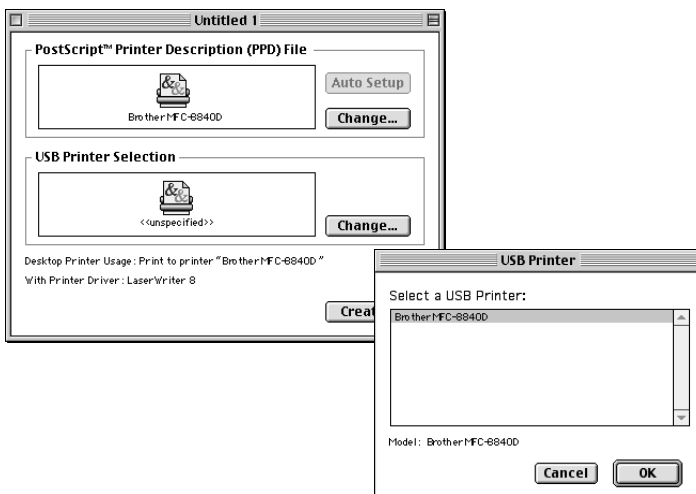 Untitled 1
PostScript™ Printer Description (PPD) File
Auto Setup
Brother MFC-8840D
Change...
USB Printer Selection
<<unspecified>>
Change...
Desktop Printer Usage: Print to printer “Brother MFC-8840D”
With Printer Driver: LaserWriter 8
Creat
USB Printer
Select a USB Printer:
Brother MFC-8840D
Model: Brother MFC-8840D
Cancel
OK